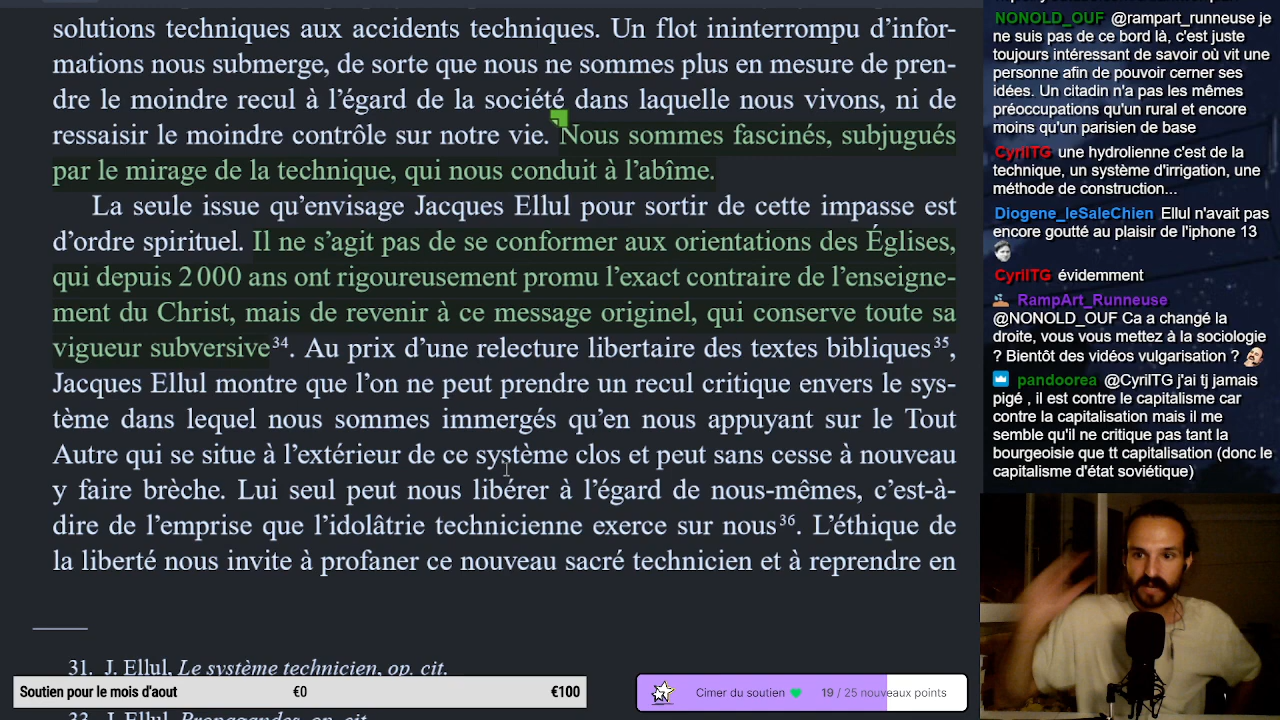 solutions techniques aux accidents techniques. Un flot ininterrompu d’infor-
mations nous submerge, de sorte que nous ne sommes plus en mesure de pren-
dre le moindre recul à l’égard de la société dans laquelle nous vivons, ni de
ressaisir le moindre contrôle sur notre vie. Nous sommes fascinés, subjugués
par le mirage de la technique, qui nous conduit à l’abîme.
La seule issue qu’envisage Jacques Ellul pour sortir de cette impasse est
d’ordre spirituel. Il ne s’agit pas de se conformer aux orientations des Églises,
qui depuis 2 000 ans ont rigoureusement promu l’exact contraire de l’enseigne-
ment du Christ, mais de revenir à ce message originel, qui conserve toute sa
vigueur subversive³⁴. Au prix d’une relecture libertaire des textes bibliques³⁵,
Jacques Ellul montre que l’on ne peut prendre un recul critique envers le sys-
tème dans lequel nous sommes immergés qu’en nous appuyant sur le Tout
Autre qui se situe à l’extérieur de ce système clos et peut sans cesse à nouveau
y faire brèche. Lui seul peut nous libérer à l’égard de nous-mêmes, c’est-à-
dire de l’emprise que l’idolâtrie technicienne exerce sur nous³⁶. L’éthique de
la liberté nous invite à profaner ce nouveau sacré technicien et à reprendre en
31. J. Ellul, Le système technicien, op. cit.
33. J. Ellul, Propagandes, op. cit.
Soutien pour le mois d'aout €0 €100
Cimer du soutien 19 / 25 nouveaux points
NONOLD_OUF @rampart_runneuse je
ne suis pas de ce bord là, c'est juste
toujours intéressant de savoir où vit une
personne afin de pouvoir cerner ses
idées. Un citadin n'a pas les mêmes
préoccupations qu'un rural et encore
moins qu'un parisien de base
CyrilTG une hydrolienne c'est de la
technique, un système d'irrigation, une
méthode de construction...
Diogene_leSaleChien Ellul n'avait pas
encore goutté au plaisir de l'iphone 13
CyrilTG évidemment
RampArt_Runneuse
@NONOLD_OUF Ca a changé la
droite, vous vous mettez à la sociologie
? Bientôt des vidéos vulgarisation ?
pandoorea @CyrilTG j'ai tj jamais
pigé , il est contre le capitalisme car
contre la capitalisation mais il me
semble qu'il ne critique pas tant la
bourgeoisie que tt capitalisation (donc le
capitalisme d'état soviétique)